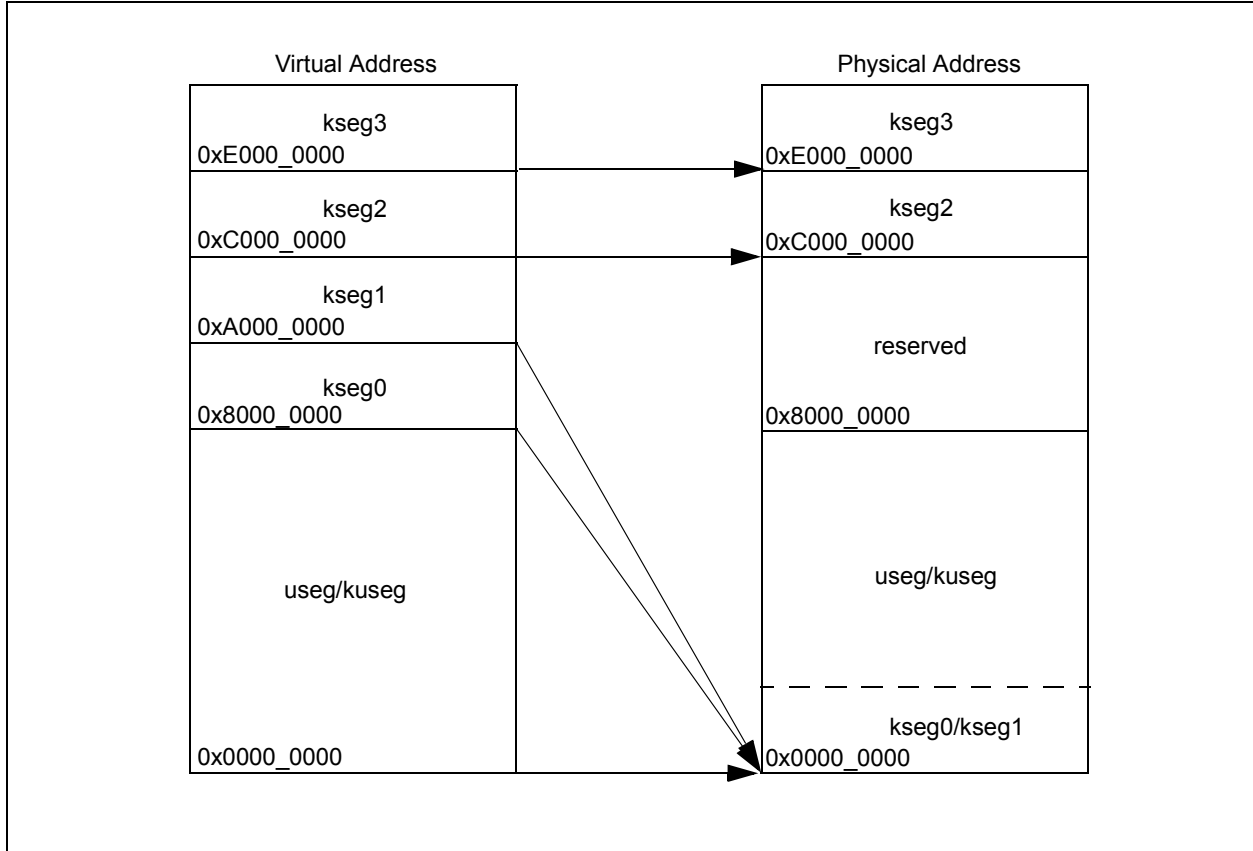 Virtual Address
kseg3
0xE000_0000
kseg2
0xC000_0000
kseg1
0xA000_0000
kseg0
0x8000_0000
useg/kuseg
0x0000_0000
Physical Address
kseg3
0xE000_0000
kseg2
0xC000_0000
reserved
0x8000_0000
useg/kuseg
kseg0/kseg1
0x0000_0000